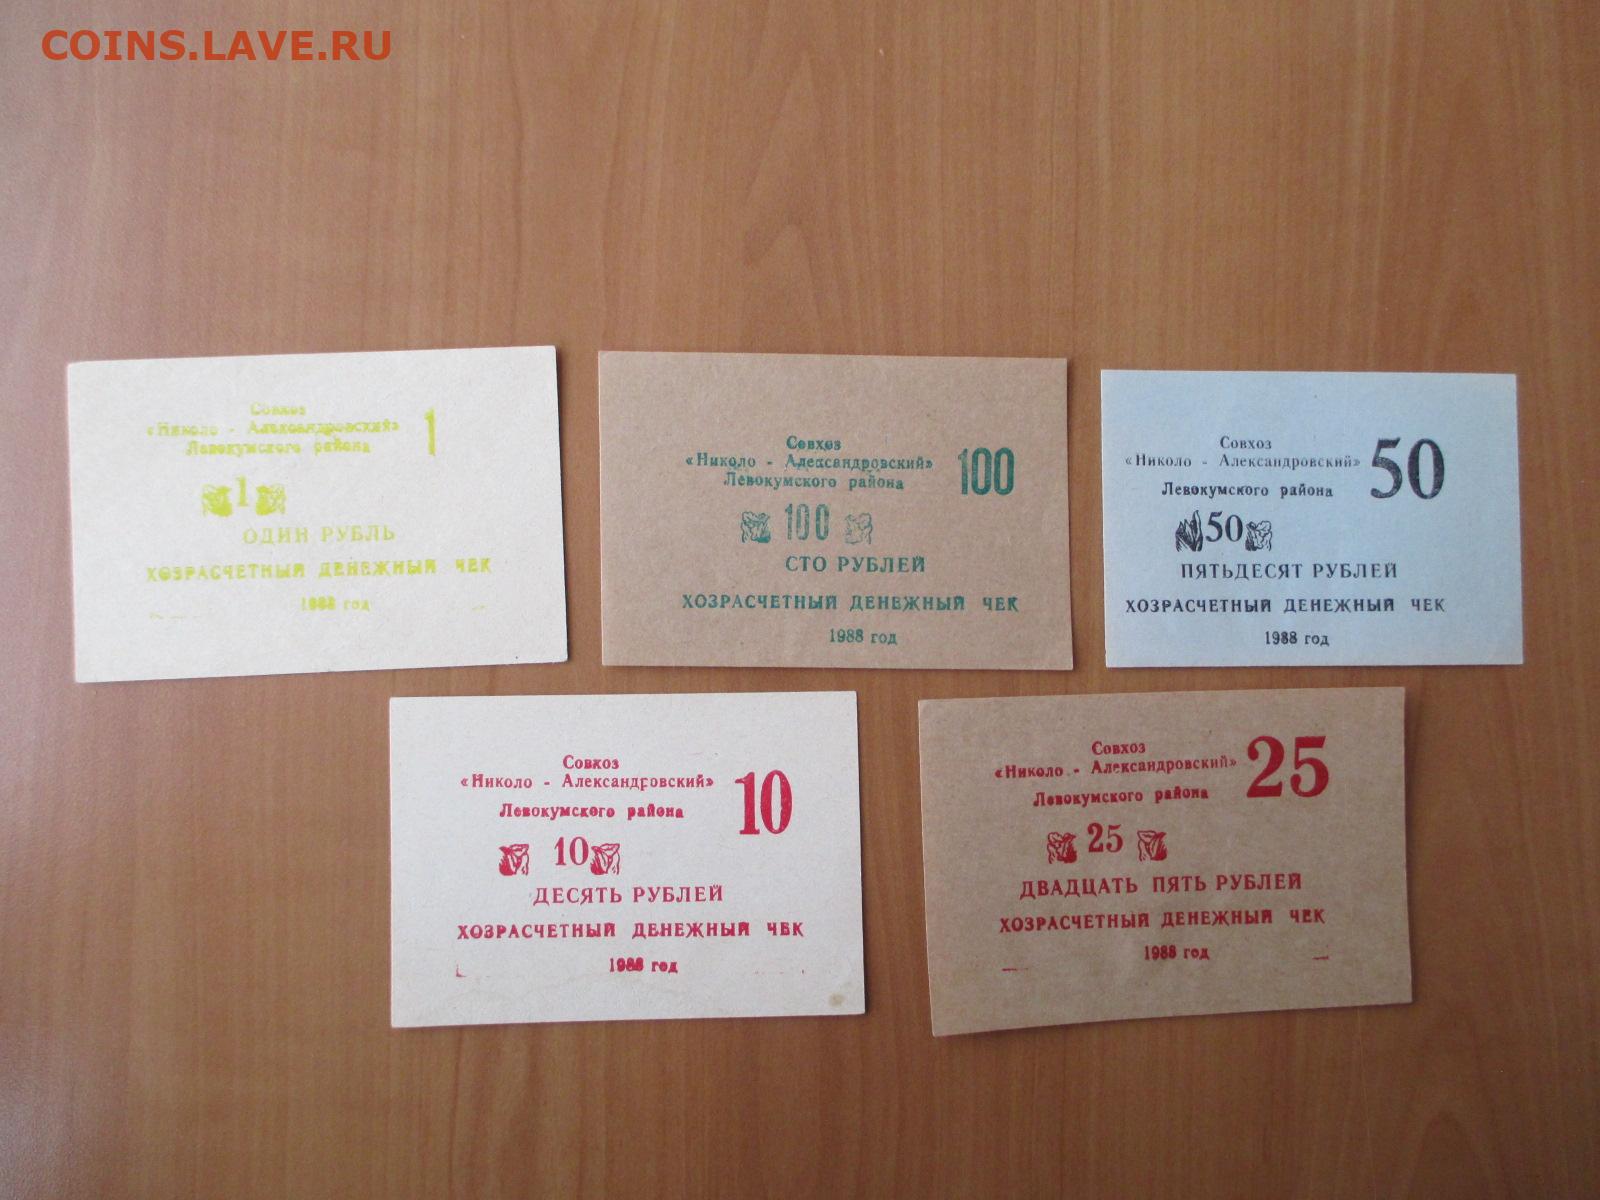 COINS.LAVE.RU
Совхоз
«Николо - Александровский»
Левокумского района
1
1
ОДИН РУБЛЬ
ХОЗРАСЧЕТНЫЙ ДЕНЕЖНЫЙ ЧЕК
1988 год
Совхоз
«Николо - Александровский»
Левокумского района
100
100
СТО РУБЛЕЙ
ХОЗРАСЧЕТНЫЙ ДЕНЕЖНЫЙ ЧЕК
1988 год
Совхоз
«Николо - Александровский»
Левокумского района
50
50
ПЯТЬДЕСЯТ РУБЛЕЙ
ХОЗРАСЧЕТНЫЙ ДЕНЕЖНЫЙ ЧЕК
1988 год
Совхоз
«Николо - Александровский»
Левокумского района
10
10
ДЕСЯТЬ РУБЛЕЙ
ХОЗРАСЧЕТНЫЙ ДЕНЕЖНЫЙ ЧЕК
1988 год
Совхоз
«Николо - Александровский»
Левокумского района
25
25
ДВАДЦАТЬ ПЯТЬ РУБЛЕЙ
ХОЗРАСЧЕТНЫЙ ДЕНЕЖНЫЙ ЧЕК
1988 год